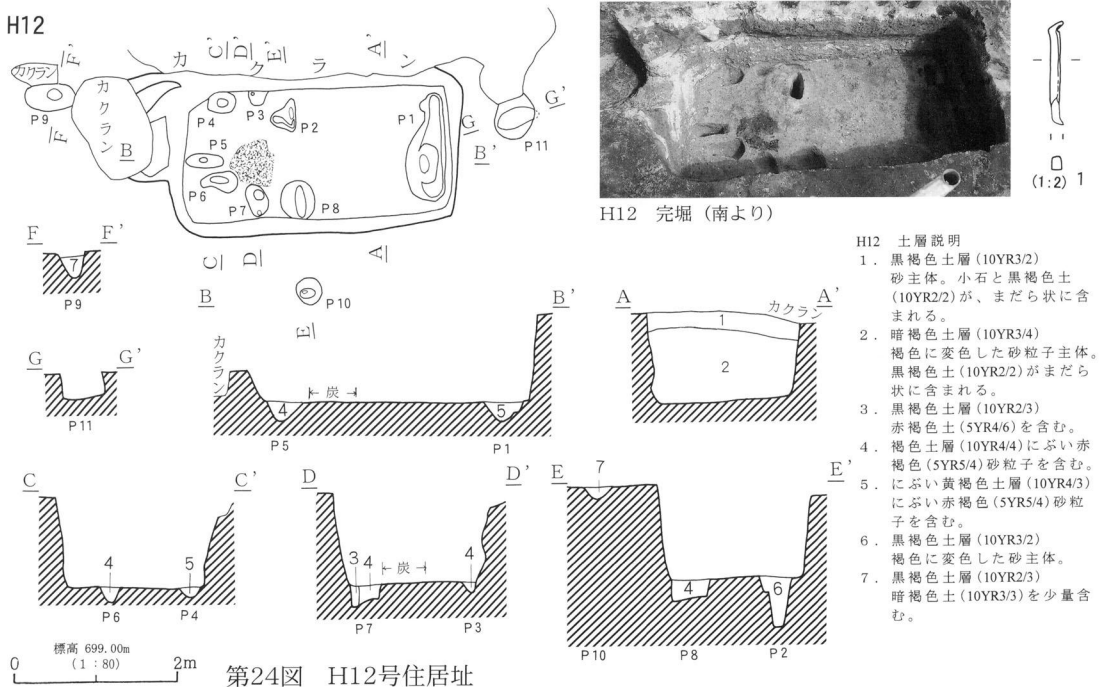 H12
カクラン
F'
カクラン
P9
F
B
C'
D'
E'
A'
カクラン
P4
P3
P2
P5
P6
P7
P8
P1
G
B'
G'
P11
C
D
A
P10
E
H12 完堀 (南より)
(1:2) 1
F F'
7
P9
G G'
P11
B B'
カクラン
←炭→
4 5
P5 P1
A A'
カクラン
1
2
C C'
4 5
P6 P4
D D'
3 4 ←炭→ 4
P7 P3
E E'
7
4 6
P10 P8 P2
H12 土層説明
1. 黒褐色土層(10YR3/2)
砂主体。小石と黒褐色土
(10YR2/2)が、まだら状に含
まれる。
2. 暗褐色土層(10YR3/4)
褐色に変色した砂粒子主体。
黒褐色土(10YR2/2)がまだら
状に含まれる。
3. 黒褐色土層(10YR2/3)
赤褐色土(5YR4/6)を含む。
4. 褐色土層(10YR4/4)にぶい赤
褐色(5YR5/4)砂粒子を含む。
5. にぶい黄褐色土層(10YR4/3)
にぶい赤褐色(5YR5/4)砂粒
子を含む。
6. 黒褐色土層(10YR3/2)
褐色に変色した砂主体。
7. 黒褐色土層(10YR2/3)
暗褐色土(10YR3/3)を少量含
む。
標高 699.00m
0 (1:80) 2m
第24図 H12号住居址